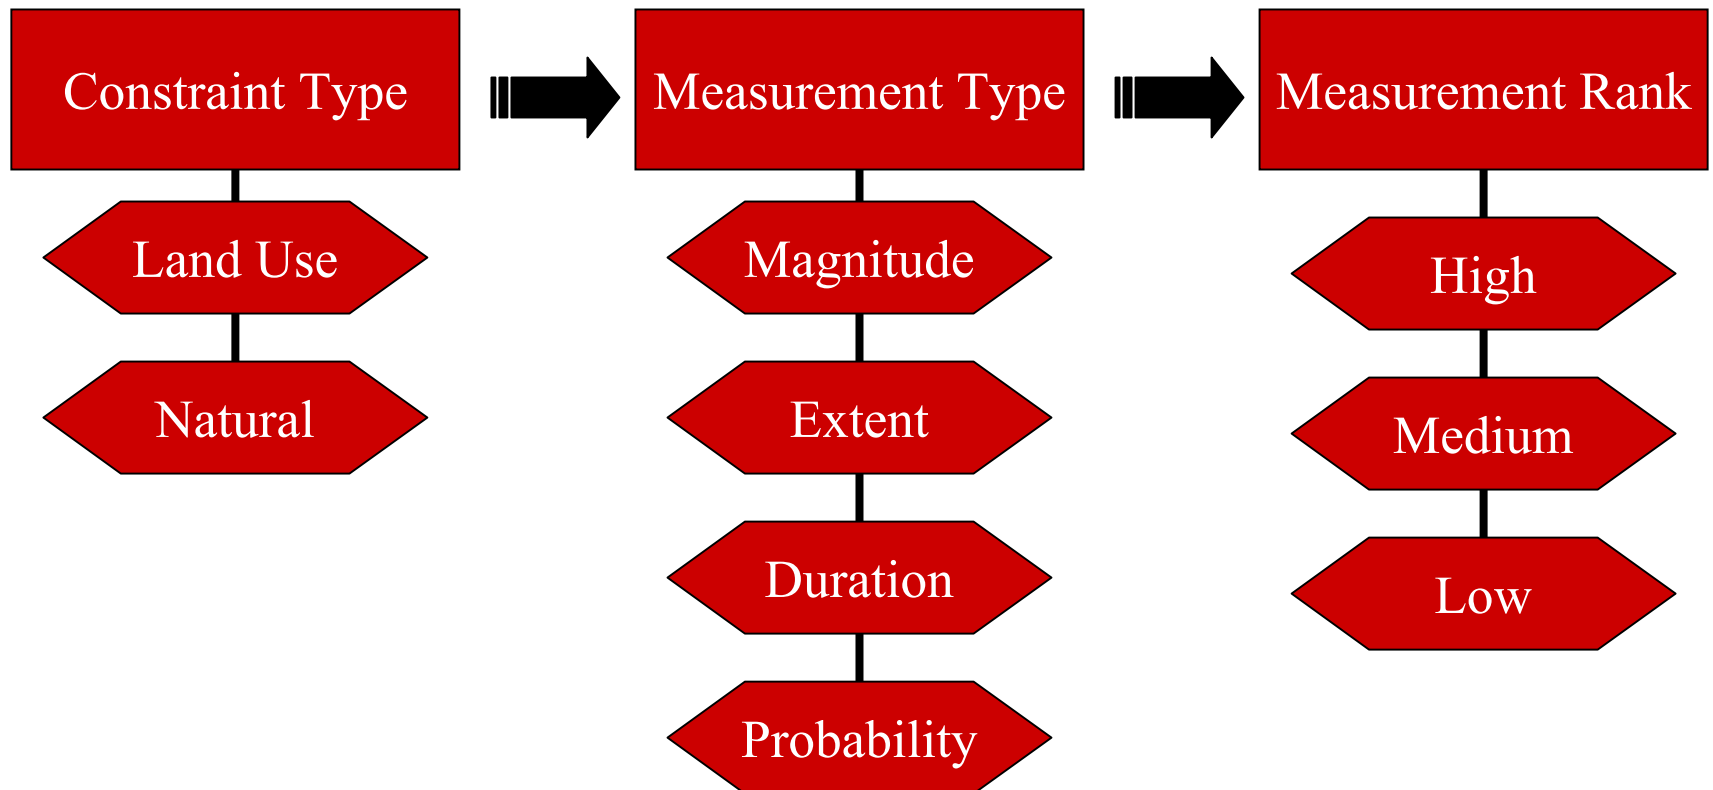 Constraint Type
Land Use
Natural
Measurement Type
Magnitude
Extent
Duration
Probability
Measurement Rank
High
Medium
Low